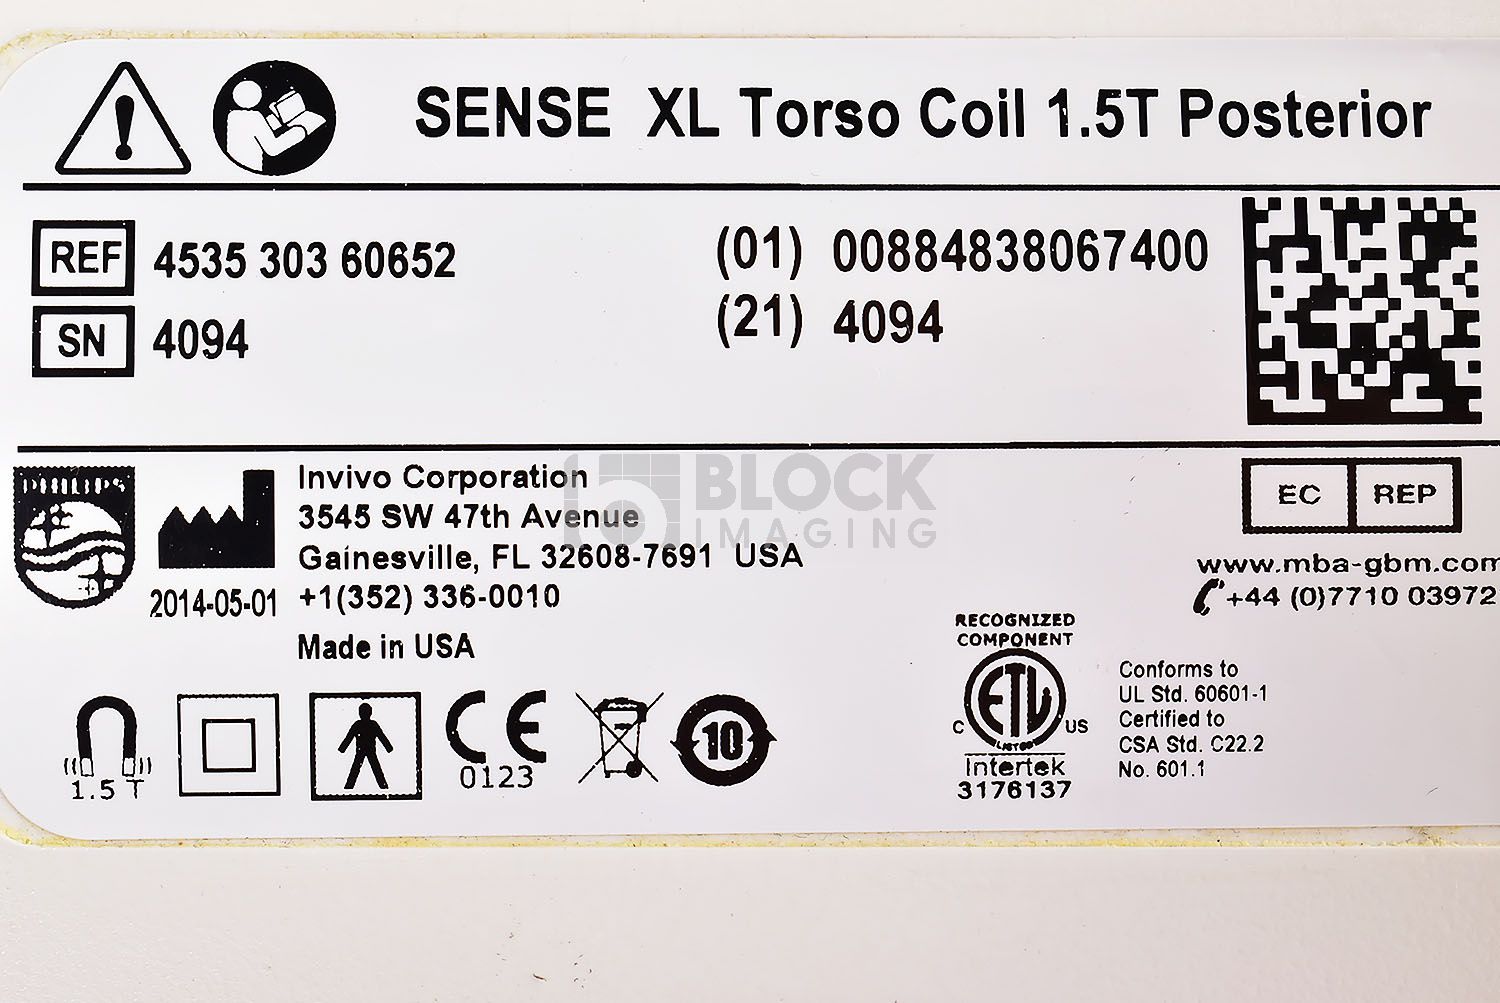 SENSE XL Torso Coil 1.5T Posterior
REF 4535 303 60652
(01) 00884838067400
SN 4094
(21) 4094
PHILIPS
Invivo Corporation
3545 SW 47th Avenue
Gainesville, FL 32608-7691 USA
2014-05-01
+1(352) 336-0010
Made in USA
BLOCK
IMAGING
EC REP
www.mba-gbm.com
+44 (0)7710 03972
1.5 T
CE
0123
10
RECOGNIZED
COMPONENT
ETL
LISTED
C US
Intertek
3176137
Conforms to
UL Std. 60601-1
Certified to
CSA Std. C22.2
No. 601.1